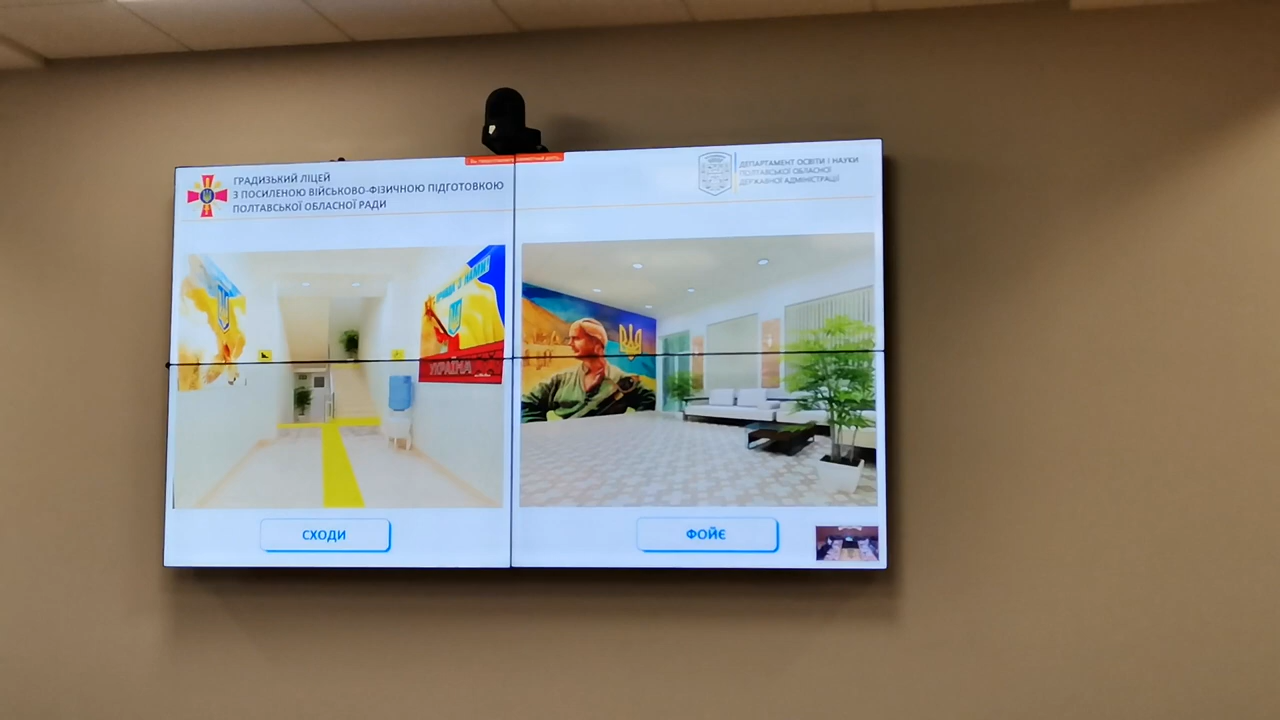 ГРАДИЗЬКИЙ ЛІЦЕЙ
З ПОСИЛЕНОЮ ВІЙСЬКОВО-ФІЗИЧНОЮ ПІДГОТОВКОЮ
ПОЛТАВСЬКОЇ ОБЛАСНОЇ РАДИ
ДЕПАРТАМЕНТ ОСВІТИ І НАУКИ
ПОЛТАВСЬКОЇ ОБЛАСНОЇ
ДЕРЖАВНОЇ АДМІНІСТРАЦІЇ
З НАМИ!
УКРАЇНА
СХОДИ
ФОЙЄ